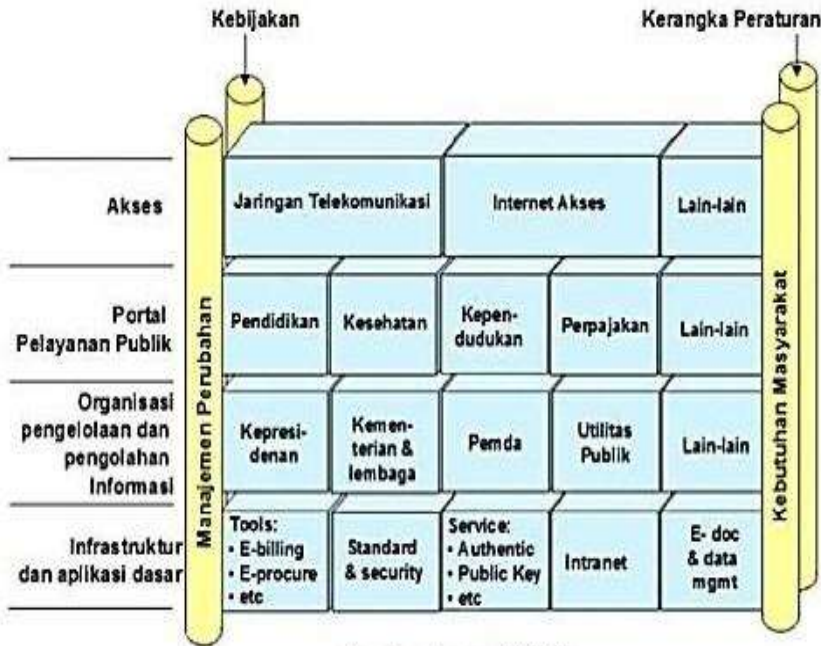 Kebijakan
Kerangka Peraturan
Manajemen Perubahan
Kebutuhan Masyarakat
Akses
Jaringan Telekomunikasi
Internet Akses
Lain-lain
Portal
Pelayanan Publik
Pendidikan
Kesehatan
Kepen-
dudukan
Perpajakan
Lain-lain
Organisasi
pengelolaan dan
pengolahan
Informasi
Kepresi-
denan
Kemen-
terian &
lembaga
Pemda
Utilitas
Publik
Lain-lain
Infrastruktur
dan aplikasi dasar
Tools:
• E-billing
• E-procure
• etc
Standard
& security
Service:
• Authentic
• Public Key
• etc
Intranet
E- doc
& data
mgmt